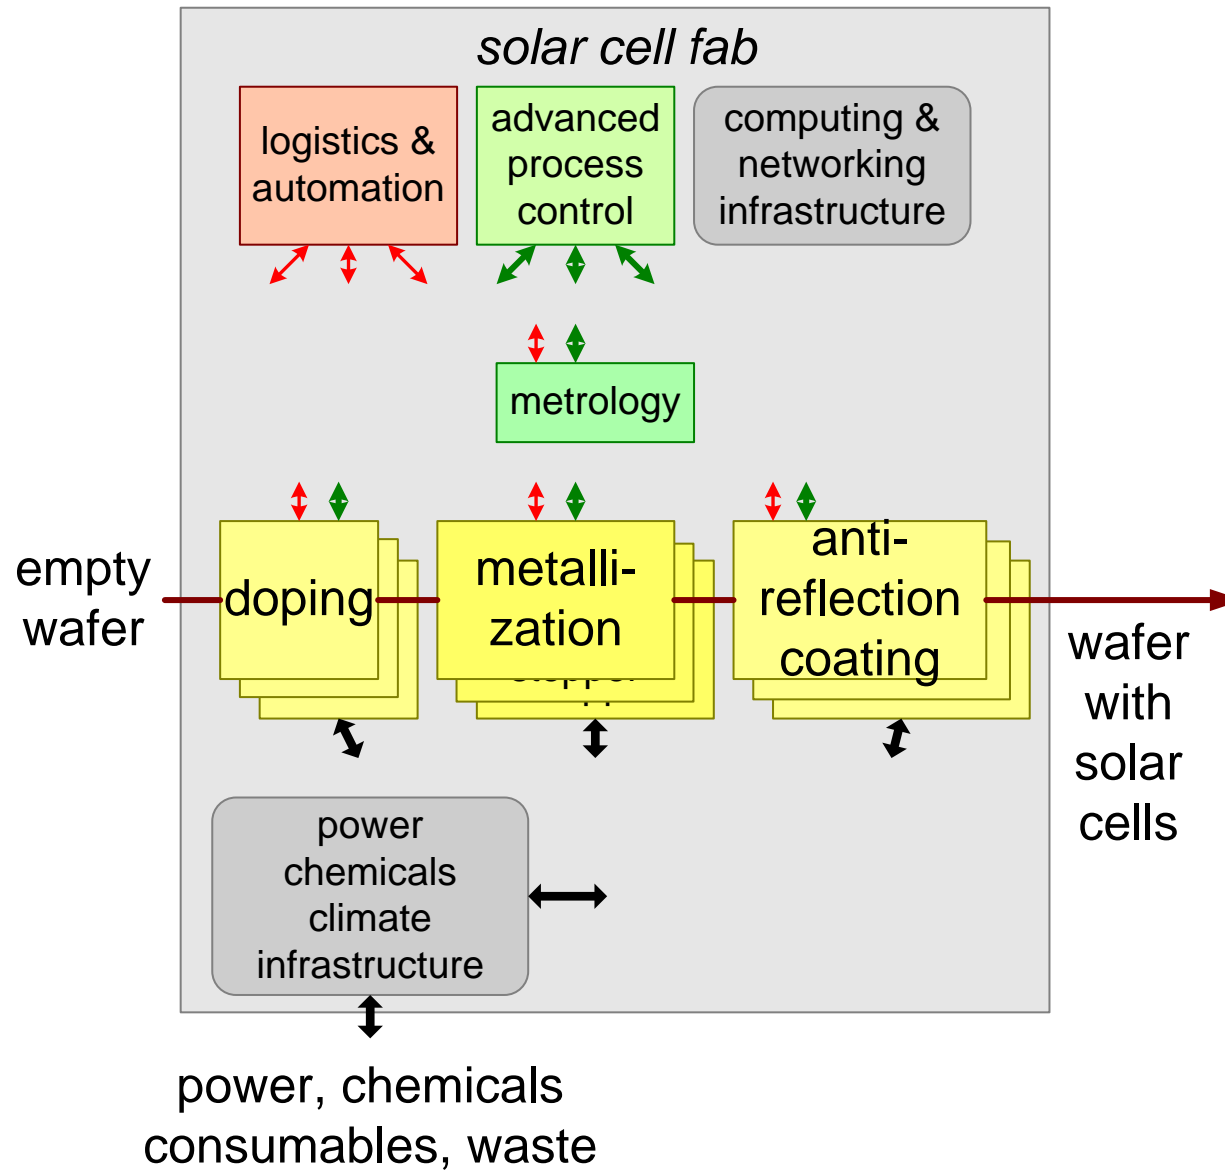 solar cell fab
logistics &
automation
advanced
process
control
computing &
networking
infrastructure
metrology
empty
wafer
doping
metalli-
zation
anti-
reflection
coating
wafer
with
solar
cells
power
chemicals
climate
infrastructure
power, chemicals
consumables, waste